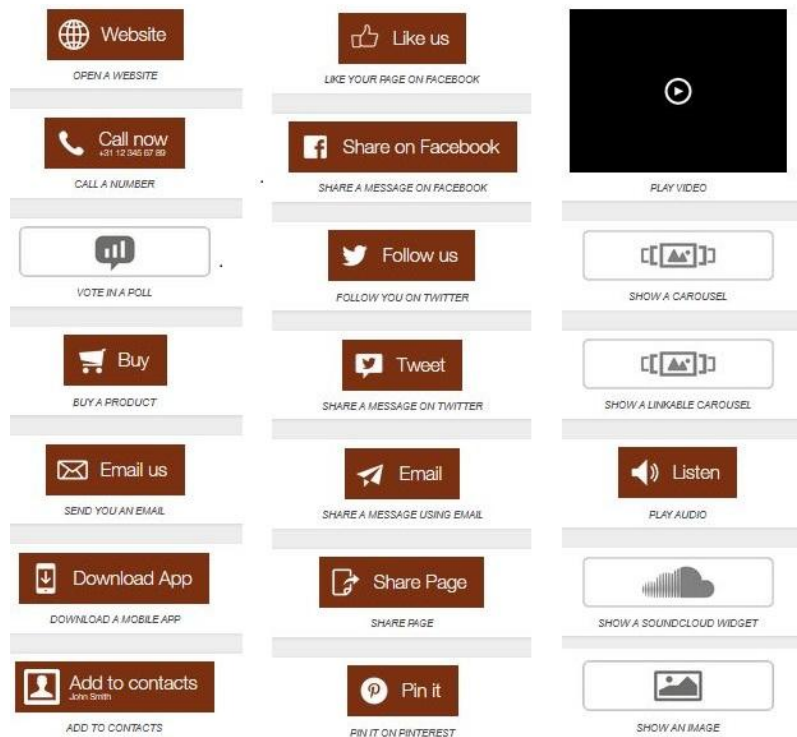 Website
OPEN A WEBSITE
Call now
+31 12 345 67 89
CALL A NUMBER
VOTE IN A POLL
Buy
BUY A PRODUCT
Email us
SEND YOU AN EMAIL
Download App
DOWNLOAD A MOBILE APP
Add to contacts
John Smith
ADD TO CONTACTS
Like us
LIKE YOUR PAGE ON FACEBOOK
Share on Facebook
SHARE A MESSAGE ON FACEBOOK
Follow us
FOLLOW YOU ON TWITTER
Tweet
SHARE A MESSAGE ON TWITTER
Email
SHARE A MESSAGE USING EMAIL
Share Page
SHARE PAGE
Pin it
PIN IT ON PINTEREST
PLAY VIDEO
SHOW A CAROUSEL
SHOW A LINKABLE CAROUSEL
Listen
PLAY AUDIO
SHOW A SOUNDCLOUD WIDGET
SHOW AN IMAGE